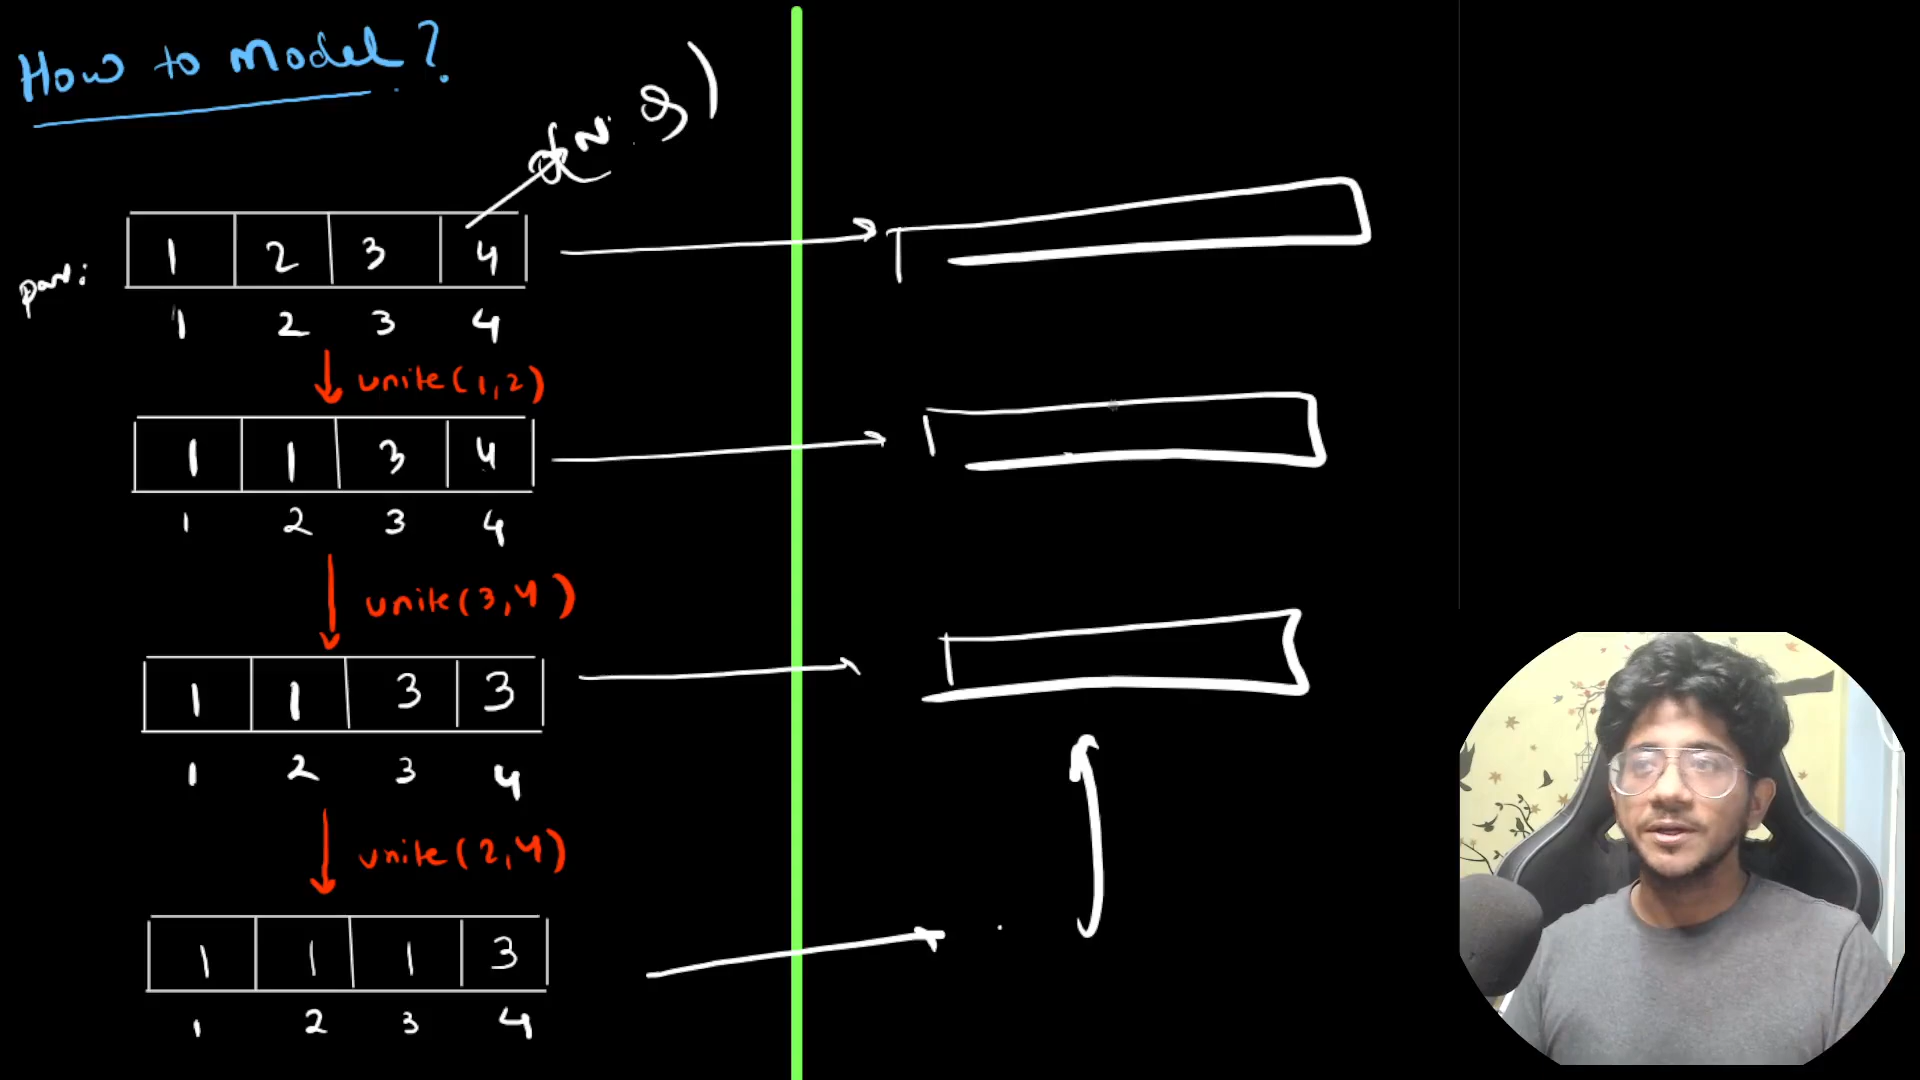 How to Model?
par:
1 2 3 4
1 2 3 4
unite(1,2)
1 1 3 4
1 2 3 4
unite(3,4)
1 1 3 3
1 2 3 4
unite(2,4)
1 1 1 3
1 2 3 4